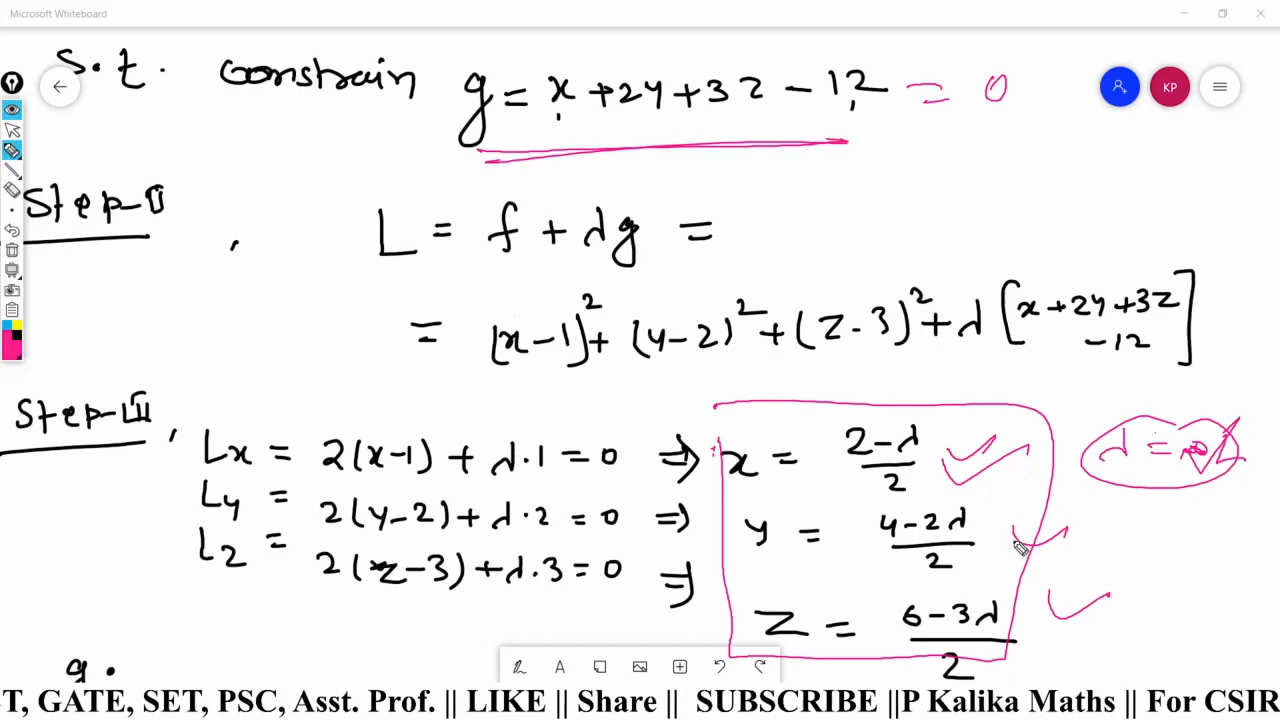 Microsoft Whiteboard
S.t. constrain g = x + 2y + 3z - 12 = 0
KP
Step-II, L = f + λg =
= (x-1)² + (y-2)² + (z-3)² + λ [x + 2y + 3z - 12]
Step-III, Lx = 2(x-1) + λ·1 = 0 ⇒ x = (2-λ)/2
Ly = 2(y-2) + λ·2 = 0 ⇒ y = (4-2λ)/2
Lz = 2(z-3) + λ·3 = 0 ⇒ z = (6-3λ)/2
λ =
A
T, GATE, SET, PSC, Asst. Prof. || LIKE || Share || SUBSCRIBE ||P Kalika Maths || For CSIR